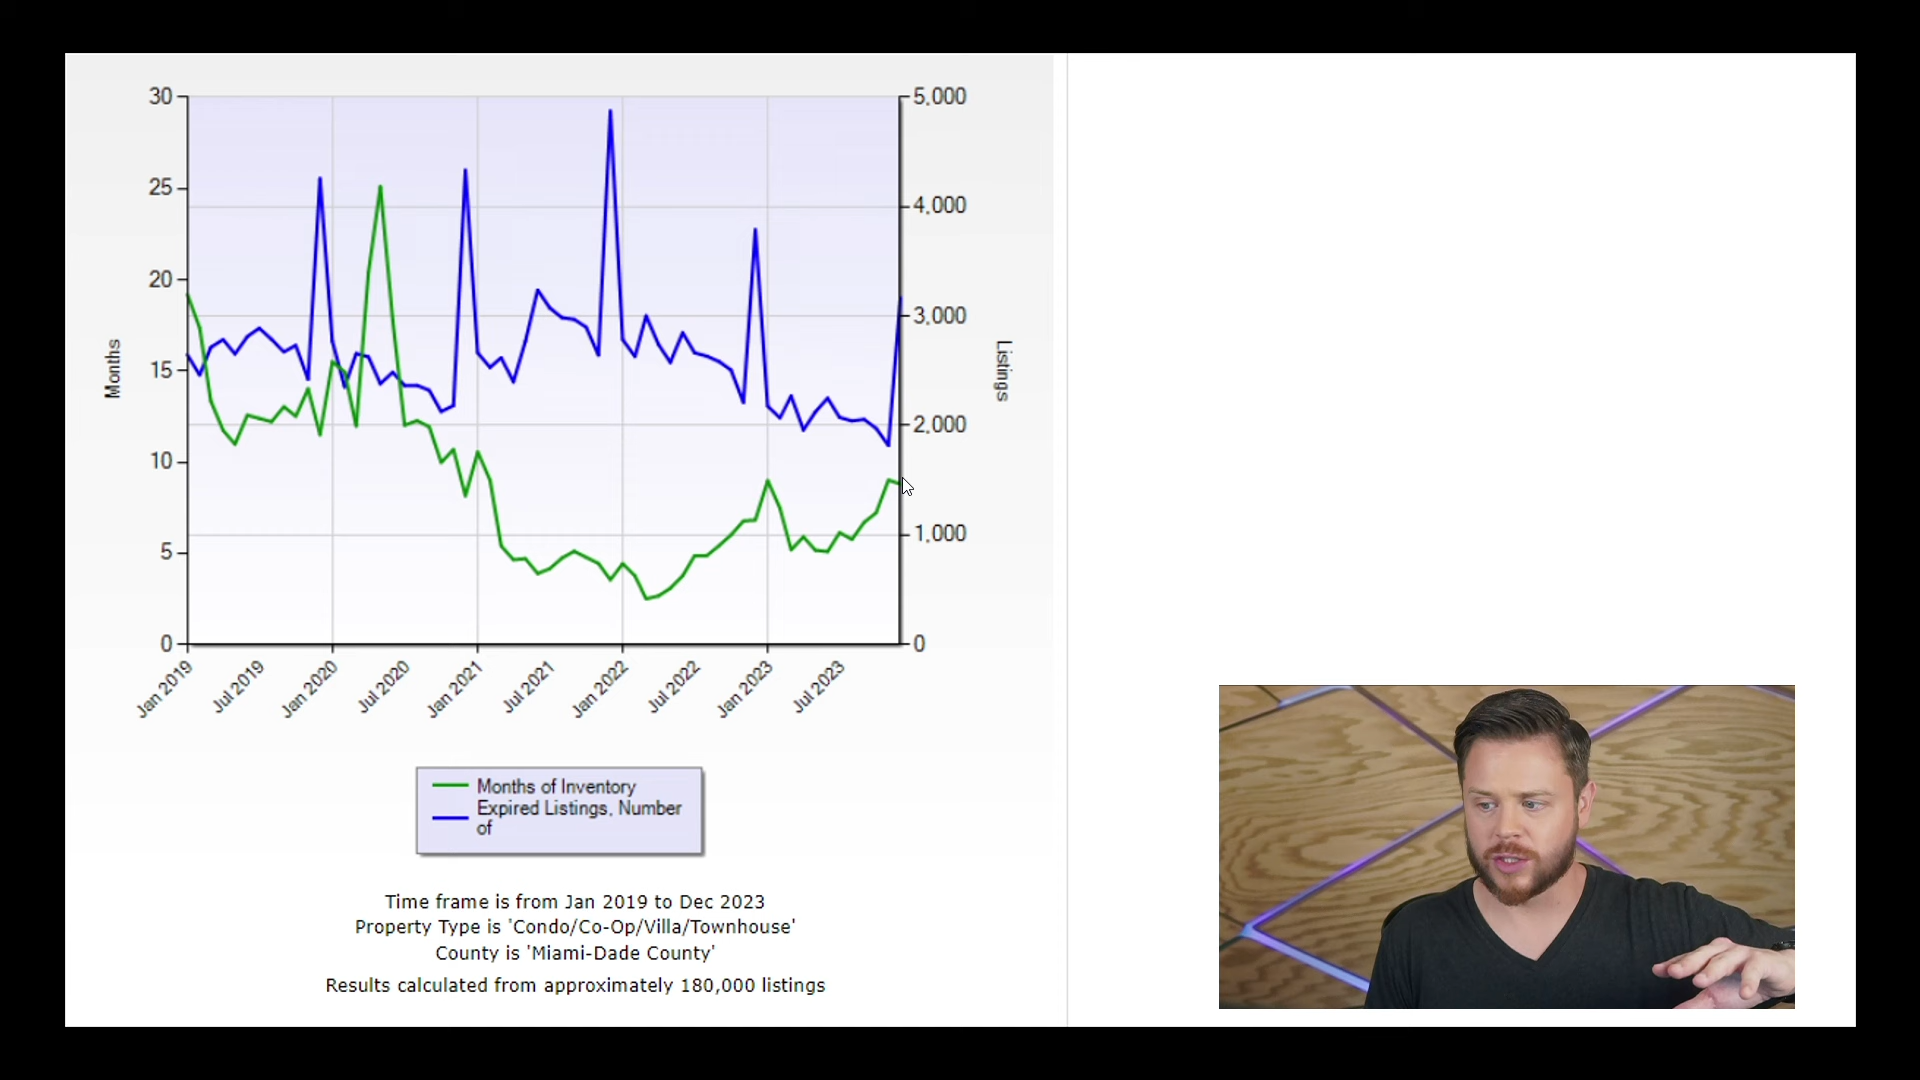 30
25
20
15
10
5
0
Months
5,000
4,000
3,000
2,000
1,000
0
Listings
Jan 2019
Jul 2019
Jan 2020
Jul 2020
Jan 2021
Jul 2021
Jan 2022
Jul 2022
Jan 2023
Jul 2023
Months of Inventory
Expired Listings, Number
of
Time frame is from Jan 2019 to Dec 2023
Property Type is 'Condo/Co-Op/Villa/Townhouse'
County is 'Miami-Dade County'
Results calculated from approximately 180,000 listings